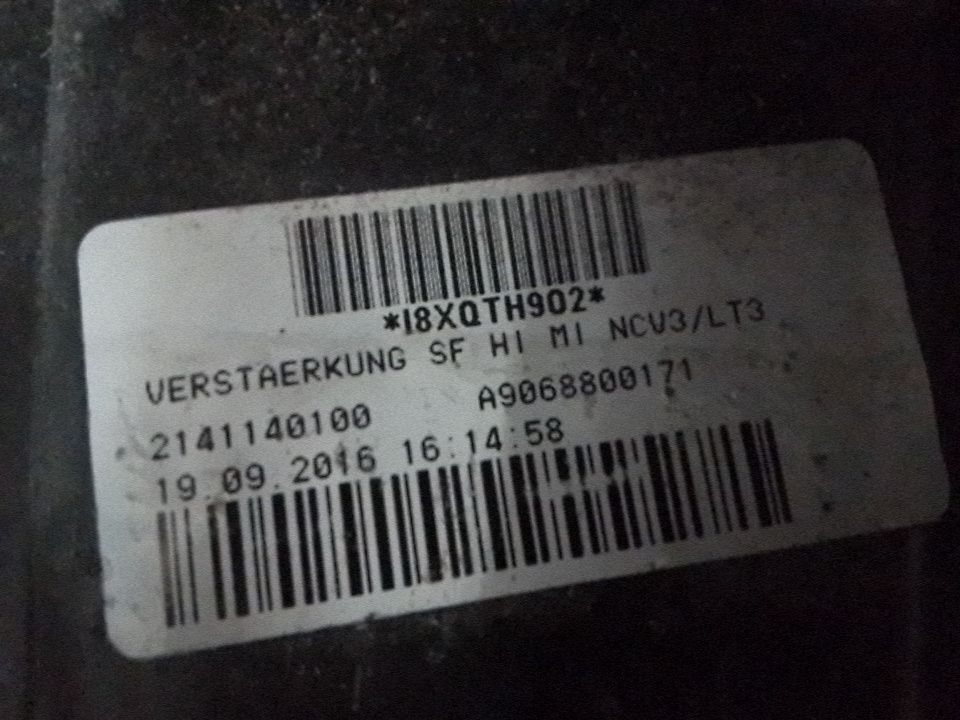 *I8XQTH902*
VERSTAERKUNG SF HI MI NCV3/LT3
2141140100 A9068800171
19.09.2016 16:14:58